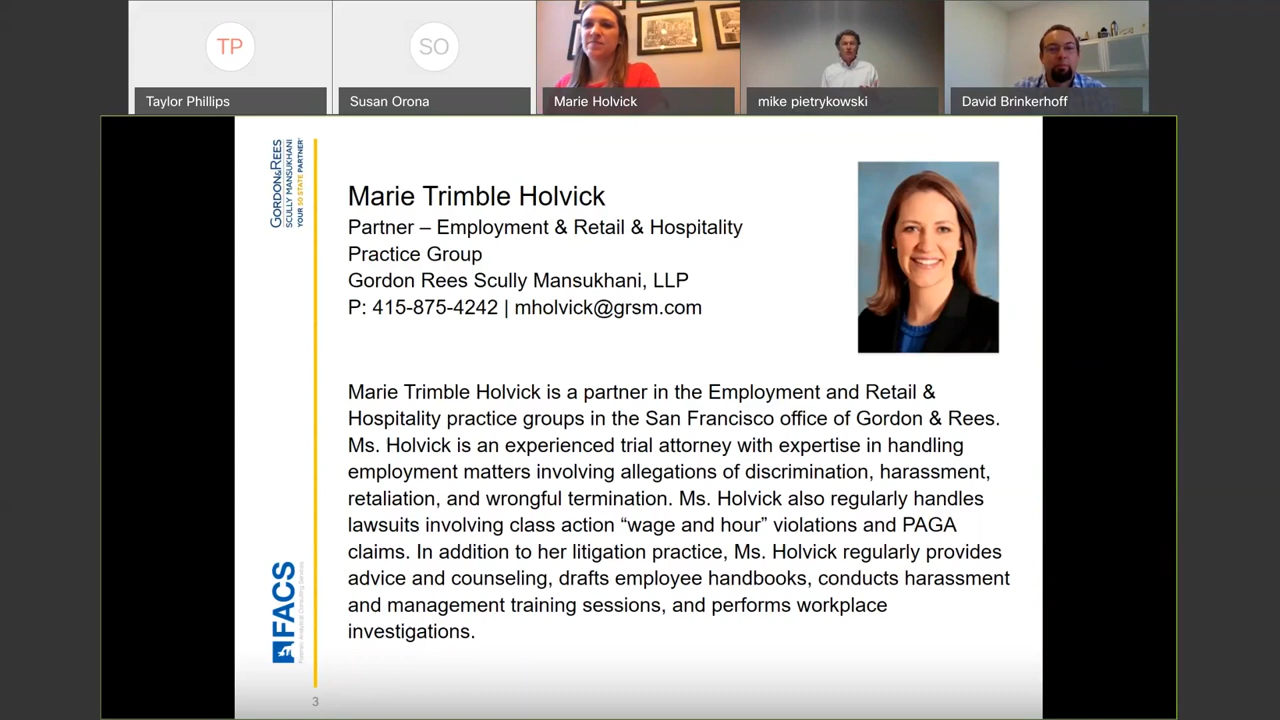 TP
SO
Taylor Phillips
Susan Orona
Marie Holvick
mike pietrykowski
David Brinkerhoff
GORDON&REES
SCULLY MANSUKHANI
YOUR 50 STATE PARTNER®
Marie Trimble Holvick
Partner – Employment & Retail & Hospitality
Practice Group
Gordon Rees Scully Mansukhani, LLP
P: 415-875-4242 | mholvick@grsm.com
Marie Trimble Holvick is a partner in the Employment and Retail &
Hospitality practice groups in the San Francisco office of Gordon & Rees.
Ms. Holvick is an experienced trial attorney with expertise in handling
employment matters involving allegations of discrimination, harassment,
retaliation, and wrongful termination. Ms. Holvick also regularly handles
lawsuits involving class action “wage and hour” violations and PAGA
claims. In addition to her litigation practice, Ms. Holvick regularly provides
advice and counseling, drafts employee handbooks, conducts harassment
and management training sessions, and performs workplace
investigations.
FACS
Forensic Analytical Consulting Services
3